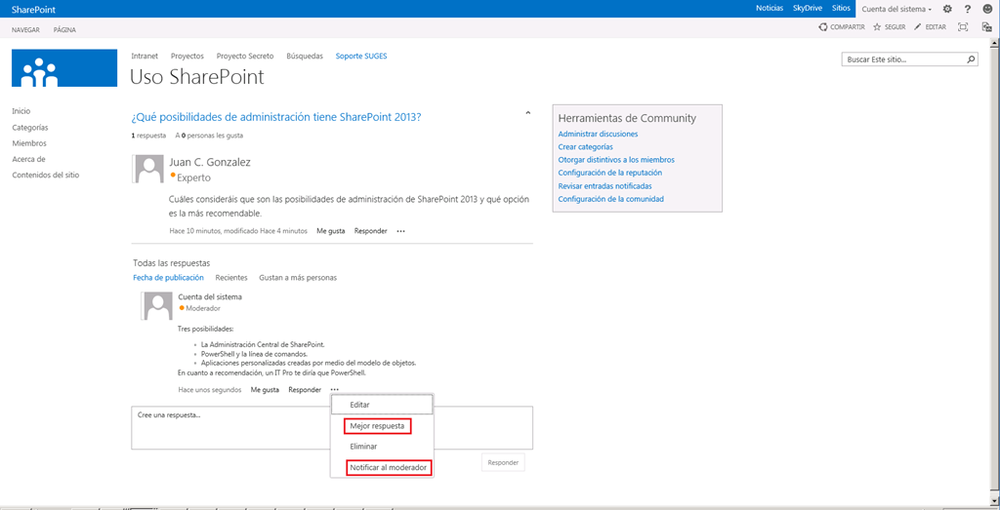 SharePoint
Noticias SkyDrive Sitios Cuenta del sistema
NAVEGAR PÁGINA
COMPARTIR SEGUIR EDITAR
Intranet Proyectos Proyecto Secreto Búsquedas Soporte SUGES
Uso SharePoint
Buscar Este sitio...
Inicio
Categorías
Miembros
Acerca de
Contenidos del sitio
¿Qué posibilidades de administración tiene SharePoint 2013?
1 respuesta A 0 personas les gusta
Juan C. Gonzalez
Experto
Cuáles consideráis que son las posibilidades de administración de SharePoint 2013 y qué opción
es la más recomendable.
Hace 10 minutos, modificado Hace 4 minutos Me gusta Responder ...
Todas las respuestas
Fecha de publicación Recientes Gustan a más personas
Cuenta del sistema
Moderador
Tres posibilidades:
La Administración Central de SharePoint.
PowerShell y la línea de comandos.
Aplicaciones personalizadas creadas por medio del modelo de objetos.
En cuanto a recomendación, un IT Pro te diría que PowerShell.
Hace unos segundos Me gusta Responder ...
Editar
Mejor respuesta
Eliminar
Notificar al moderador
Cree una respuesta...
Responder
Herramientas de Community
Administrar discusiones
Crear categorías
Otorgar distintivos a los miembros
Configuración de la reputación
Revisar entradas notificadas
Configuración de la comunidad